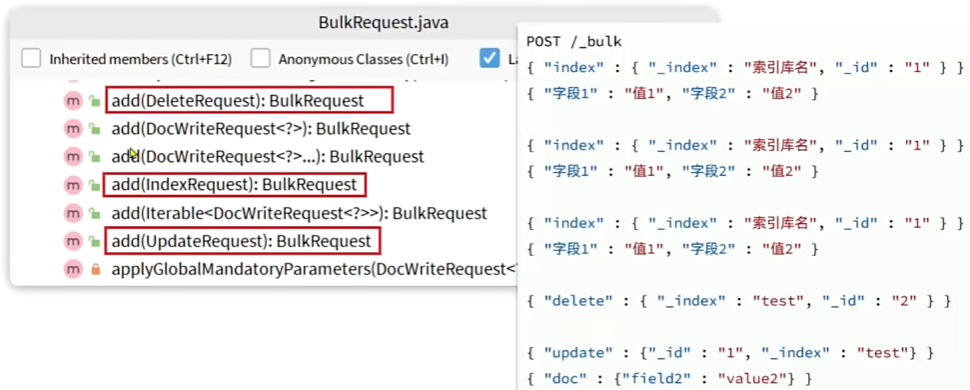 BulkRequest.java
Inherited members (Ctrl+F12)
Anonymous Classes (Ctrl+I)
add(DeleteRequest): BulkRequest
add(DocWriteRequest<?>): BulkRequest
add(DocWriteRequest<?>...): BulkRequest
add(IndexRequest): BulkRequest
add(Iterable<DocWriteRequest<?>>): BulkRequest
add(UpdateRequest): BulkRequest
applyGlobalMandatoryParameters(DocWriteRequest<
POST /_bulk
{ "index" : { "_index" : "索引库名", "_id" : "1" } }
{ "字段1" : "值1", "字段2" : "值2" }
{ "index" : { "_index" : "索引库名", "_id" : "1" } }
{ "字段1" : "值1", "字段2" : "值2" }
{ "index" : { "_index" : "索引库名", "_id" : "1" } }
{ "字段1" : "值1", "字段2" : "值2" }
{ "delete" : { "_index" : "test", "_id" : "2" } }
{ "update" : {"_id" : "1", "_index" : "test"} }
{ "doc" : {"field2" : "value2"} }